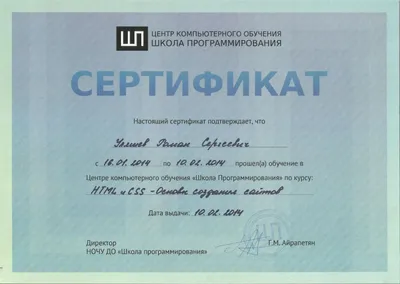 ШП
ЦЕНТР КОМПЬЮТЕРНОГО ОБУЧЕНИЯ
ШКОЛА ПРОГРАММИРОВАНИЯ
СЕРТИФИКАТ
Настоящий сертификат подтверждает, что
Роман Сергеевич
с 18.01.2014 по 10.02.2014 прошел(а) обучение в
Центре компьютерного обучения «Школа Программирования» по курсу:
HTML и CSS - Основы создания сайтов
Дата выдачи: 10.02.2014
Директор
НОЧУ ДО «Школа программирования»
Г.М. Айрапетян